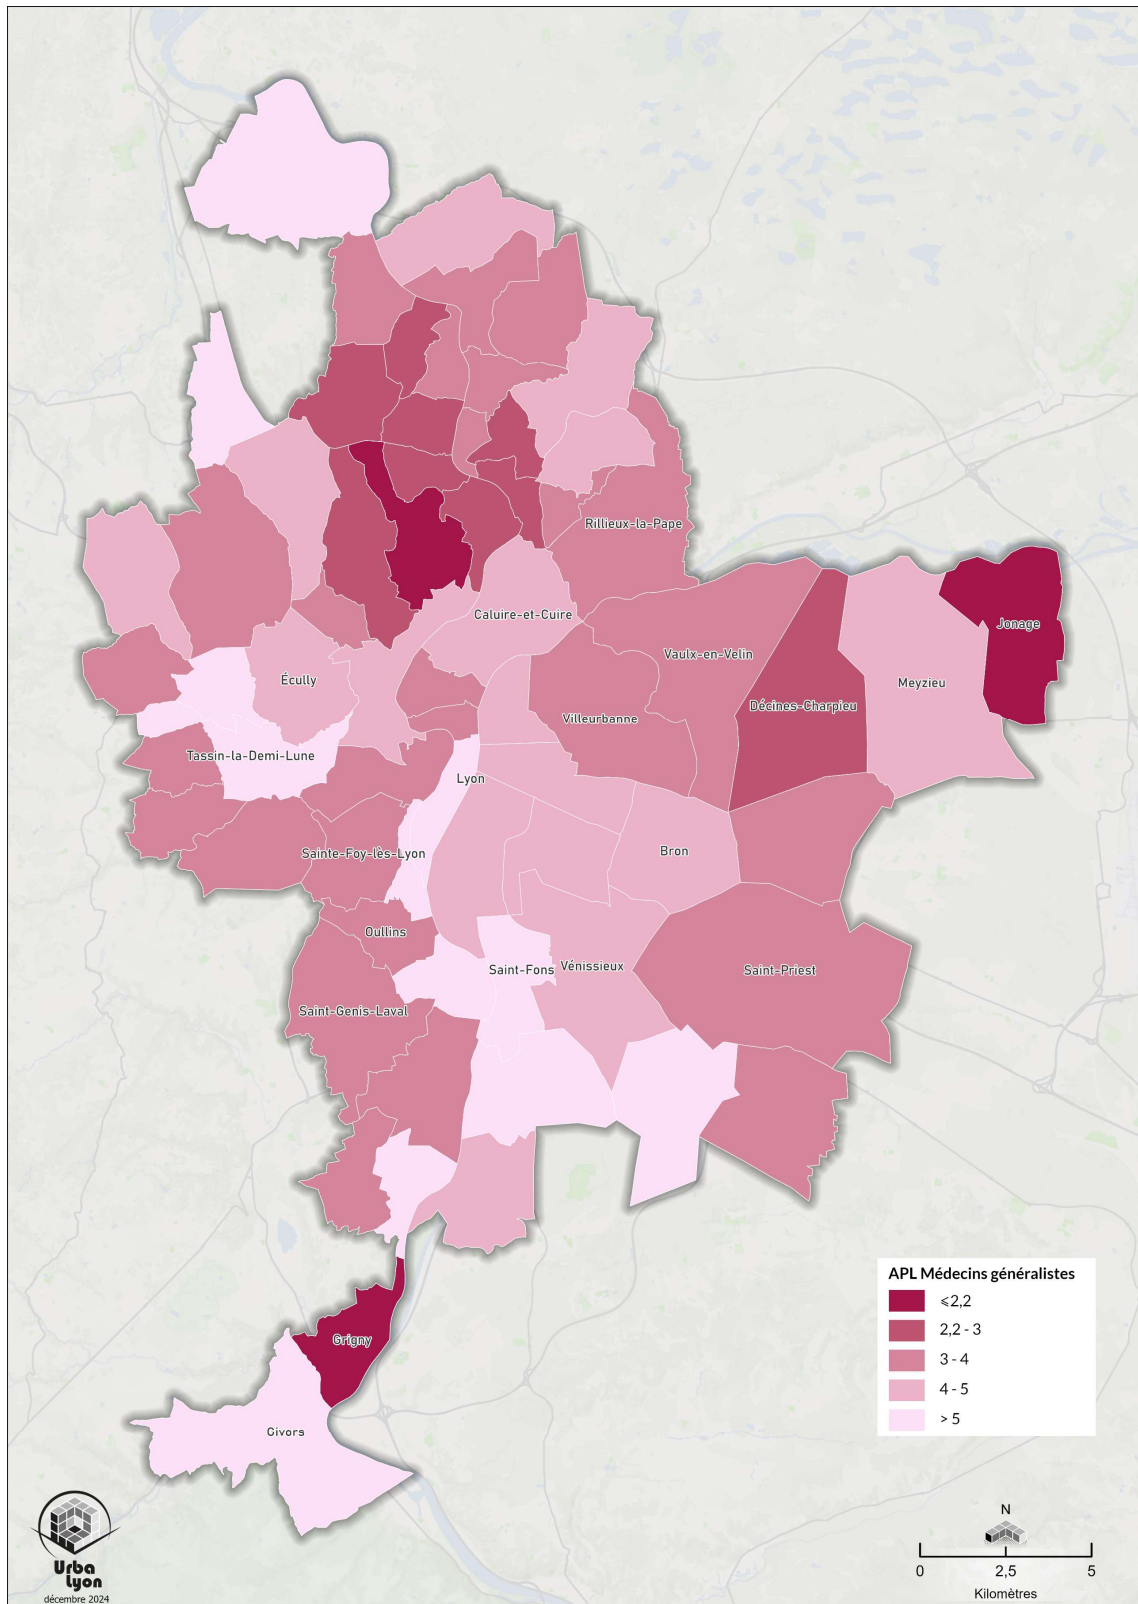 Rillieux-la-Pape
Caluire-et-Cuire
Jonage
Vaulx-en-Velin
Écully
Meyzieu
Décines-Charpieu
Villeurbanne
Tassin-la-Demi-Lune
Lyon
Sainte-Foy-lès-Lyon
Bron
Oullins
Saint-Fons
Vénissieux
Saint-Priest
Saint-Genis-Laval
APL Médecins généralistes
⩽2,2
2,2 - 3
3 - 4
4 - 5
> 5
Grigny
Givors
N
0 2,5 5
Kilomètres
Urba
Lyon
décembre 2024